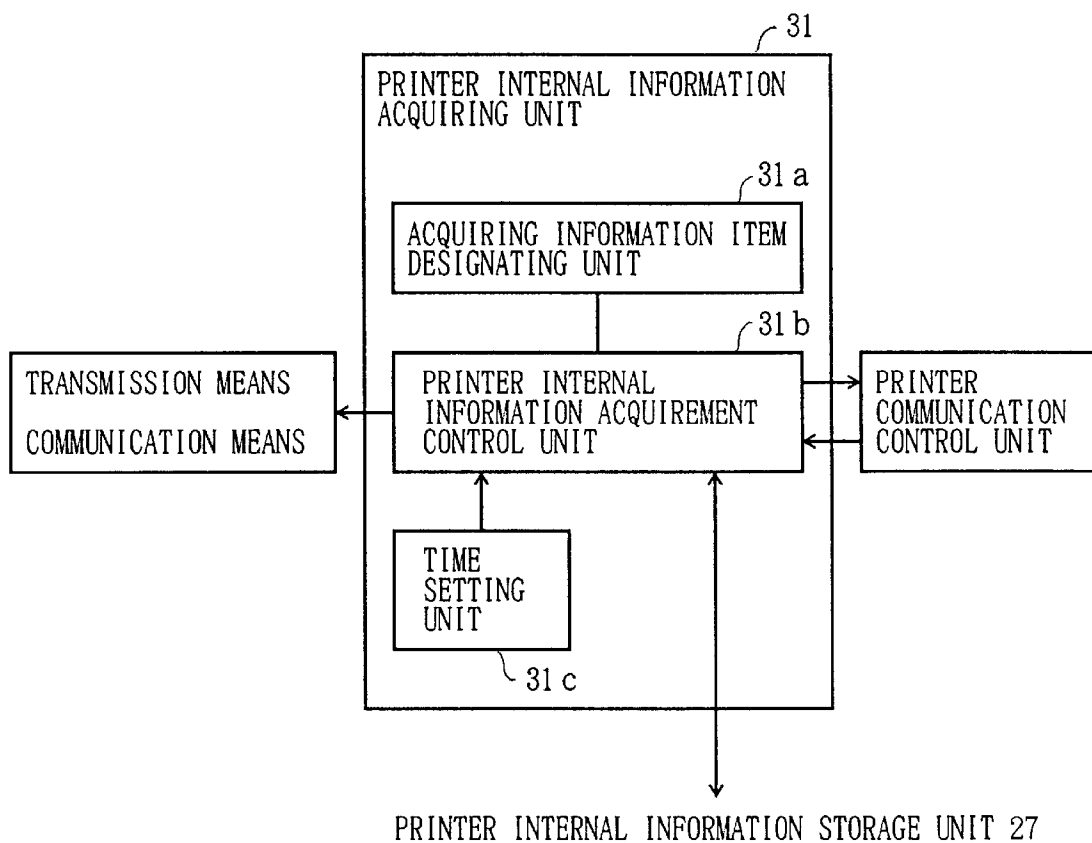 31
PRINTER INTERNAL INFORMATION
ACQUIRING UNIT
31a
ACQUIRING INFORMATION ITEM
DESIGNATING UNIT
31b
TRANSMISSION MEANS
COMMUNICATION MEANS
PRINTER INTERNAL
INFORMATION ACQUIREMENT
CONTROL UNIT
PRINTER
COMMUNICATION
CONTROL UNIT
TIME
SETTING
UNIT
31c
PRINTER INTERNAL INFORMATION STORAGE UNIT 27